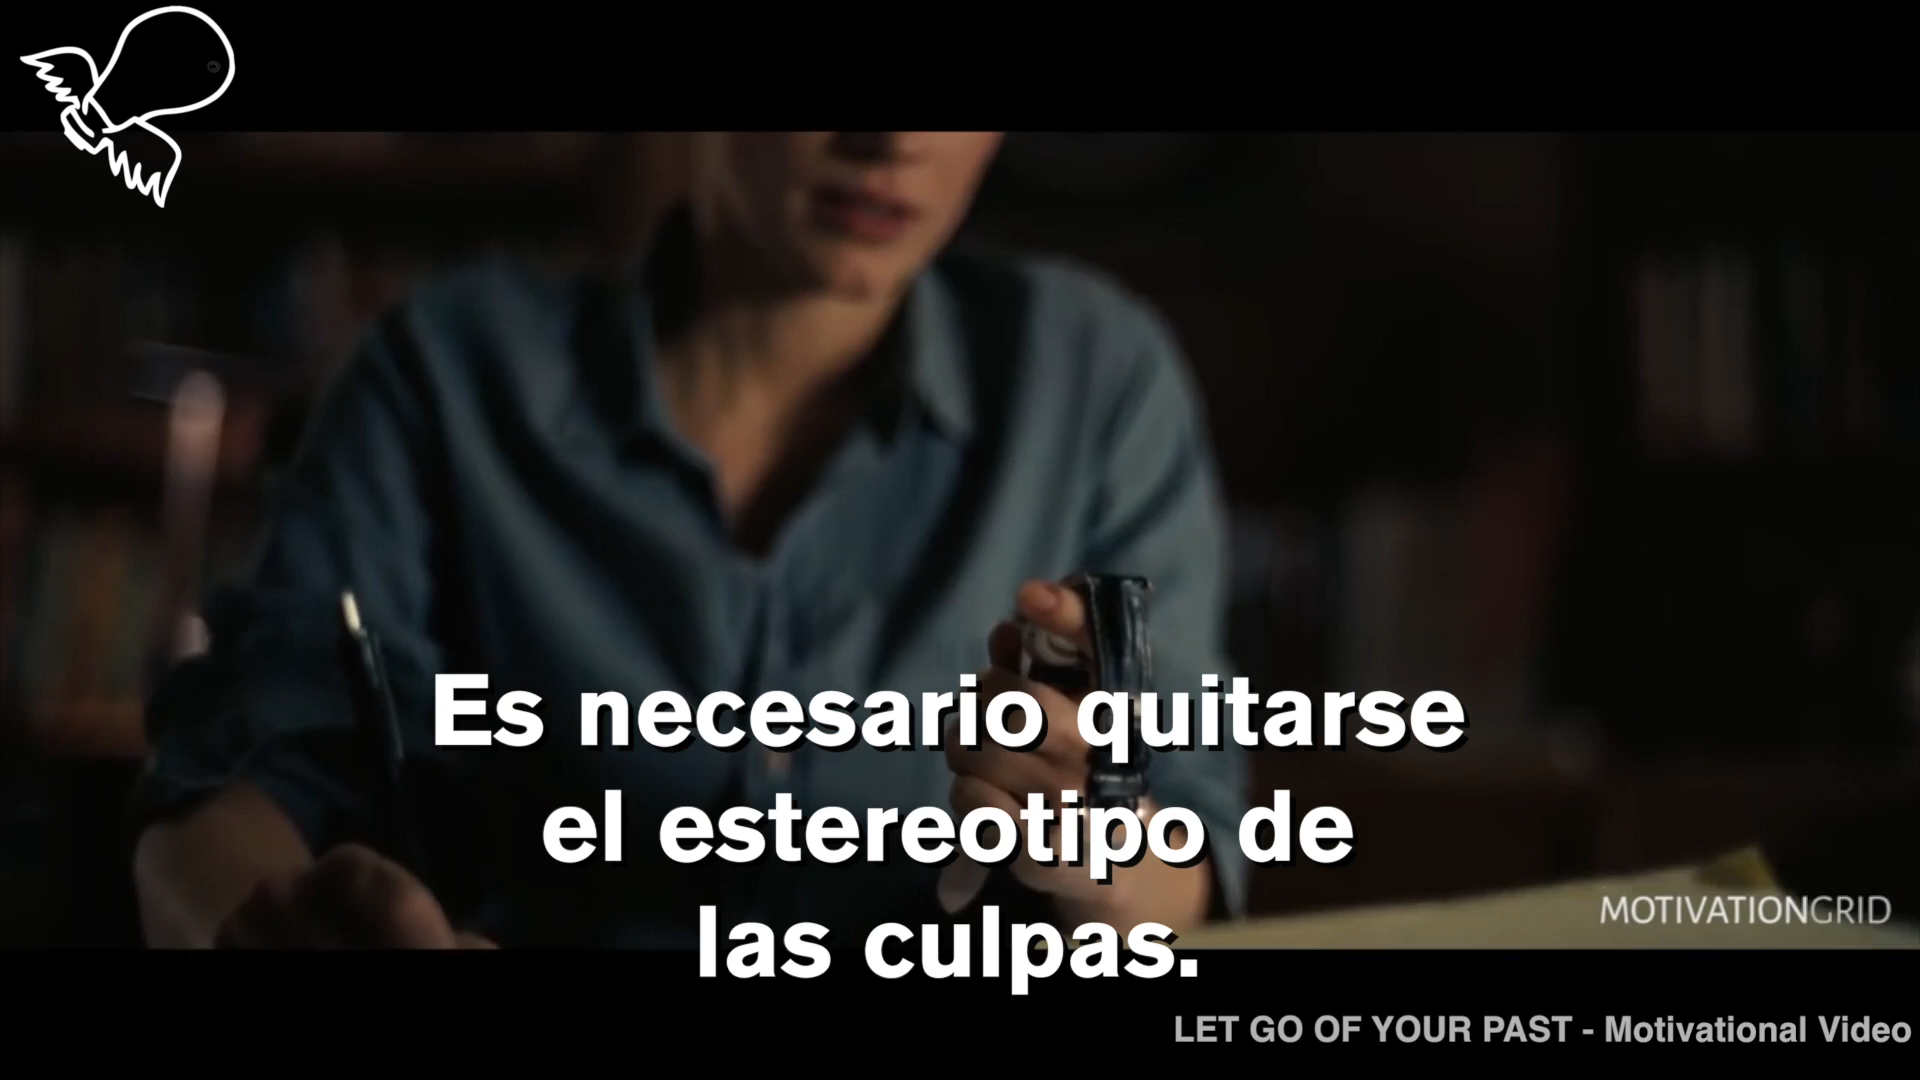 Es necesario quitarse
el estereotipo de
las culpas.
MOTIVATIONGRID
LET GO OF YOUR PAST - Motivational Video